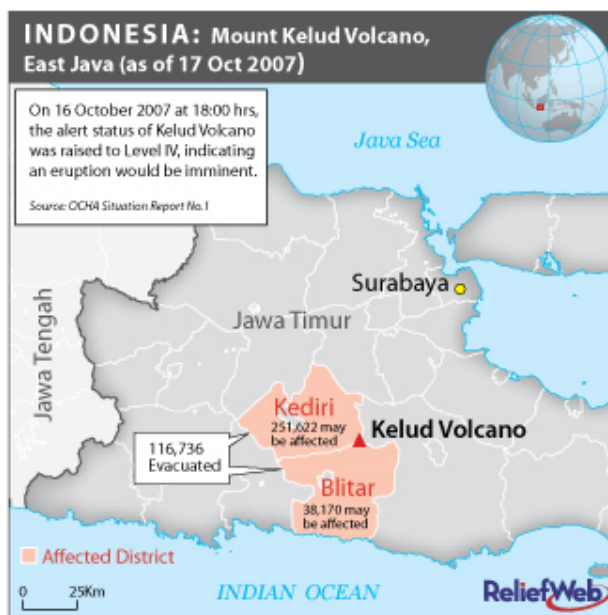 INDONESIA: Mount Kelud Volcano,
East Java (as of 17 Oct 2007)
On 16 October 2007 at 18:00 hrs,
the alert status of Kelud Volcano
was raised to Level IV, indicating
an eruption would be imminent.
Source: OCHA Situation Report No.1
Java Sea
Surabaya
Jawa Timur
Jawa Tengah
Kediri
251,622 may
be affected
Kelud Volcano
116,736
Evacuated
Blitar
38,170 may
be affected
Affected District
0 25Km
INDIAN OCEAN
ReliefWeb